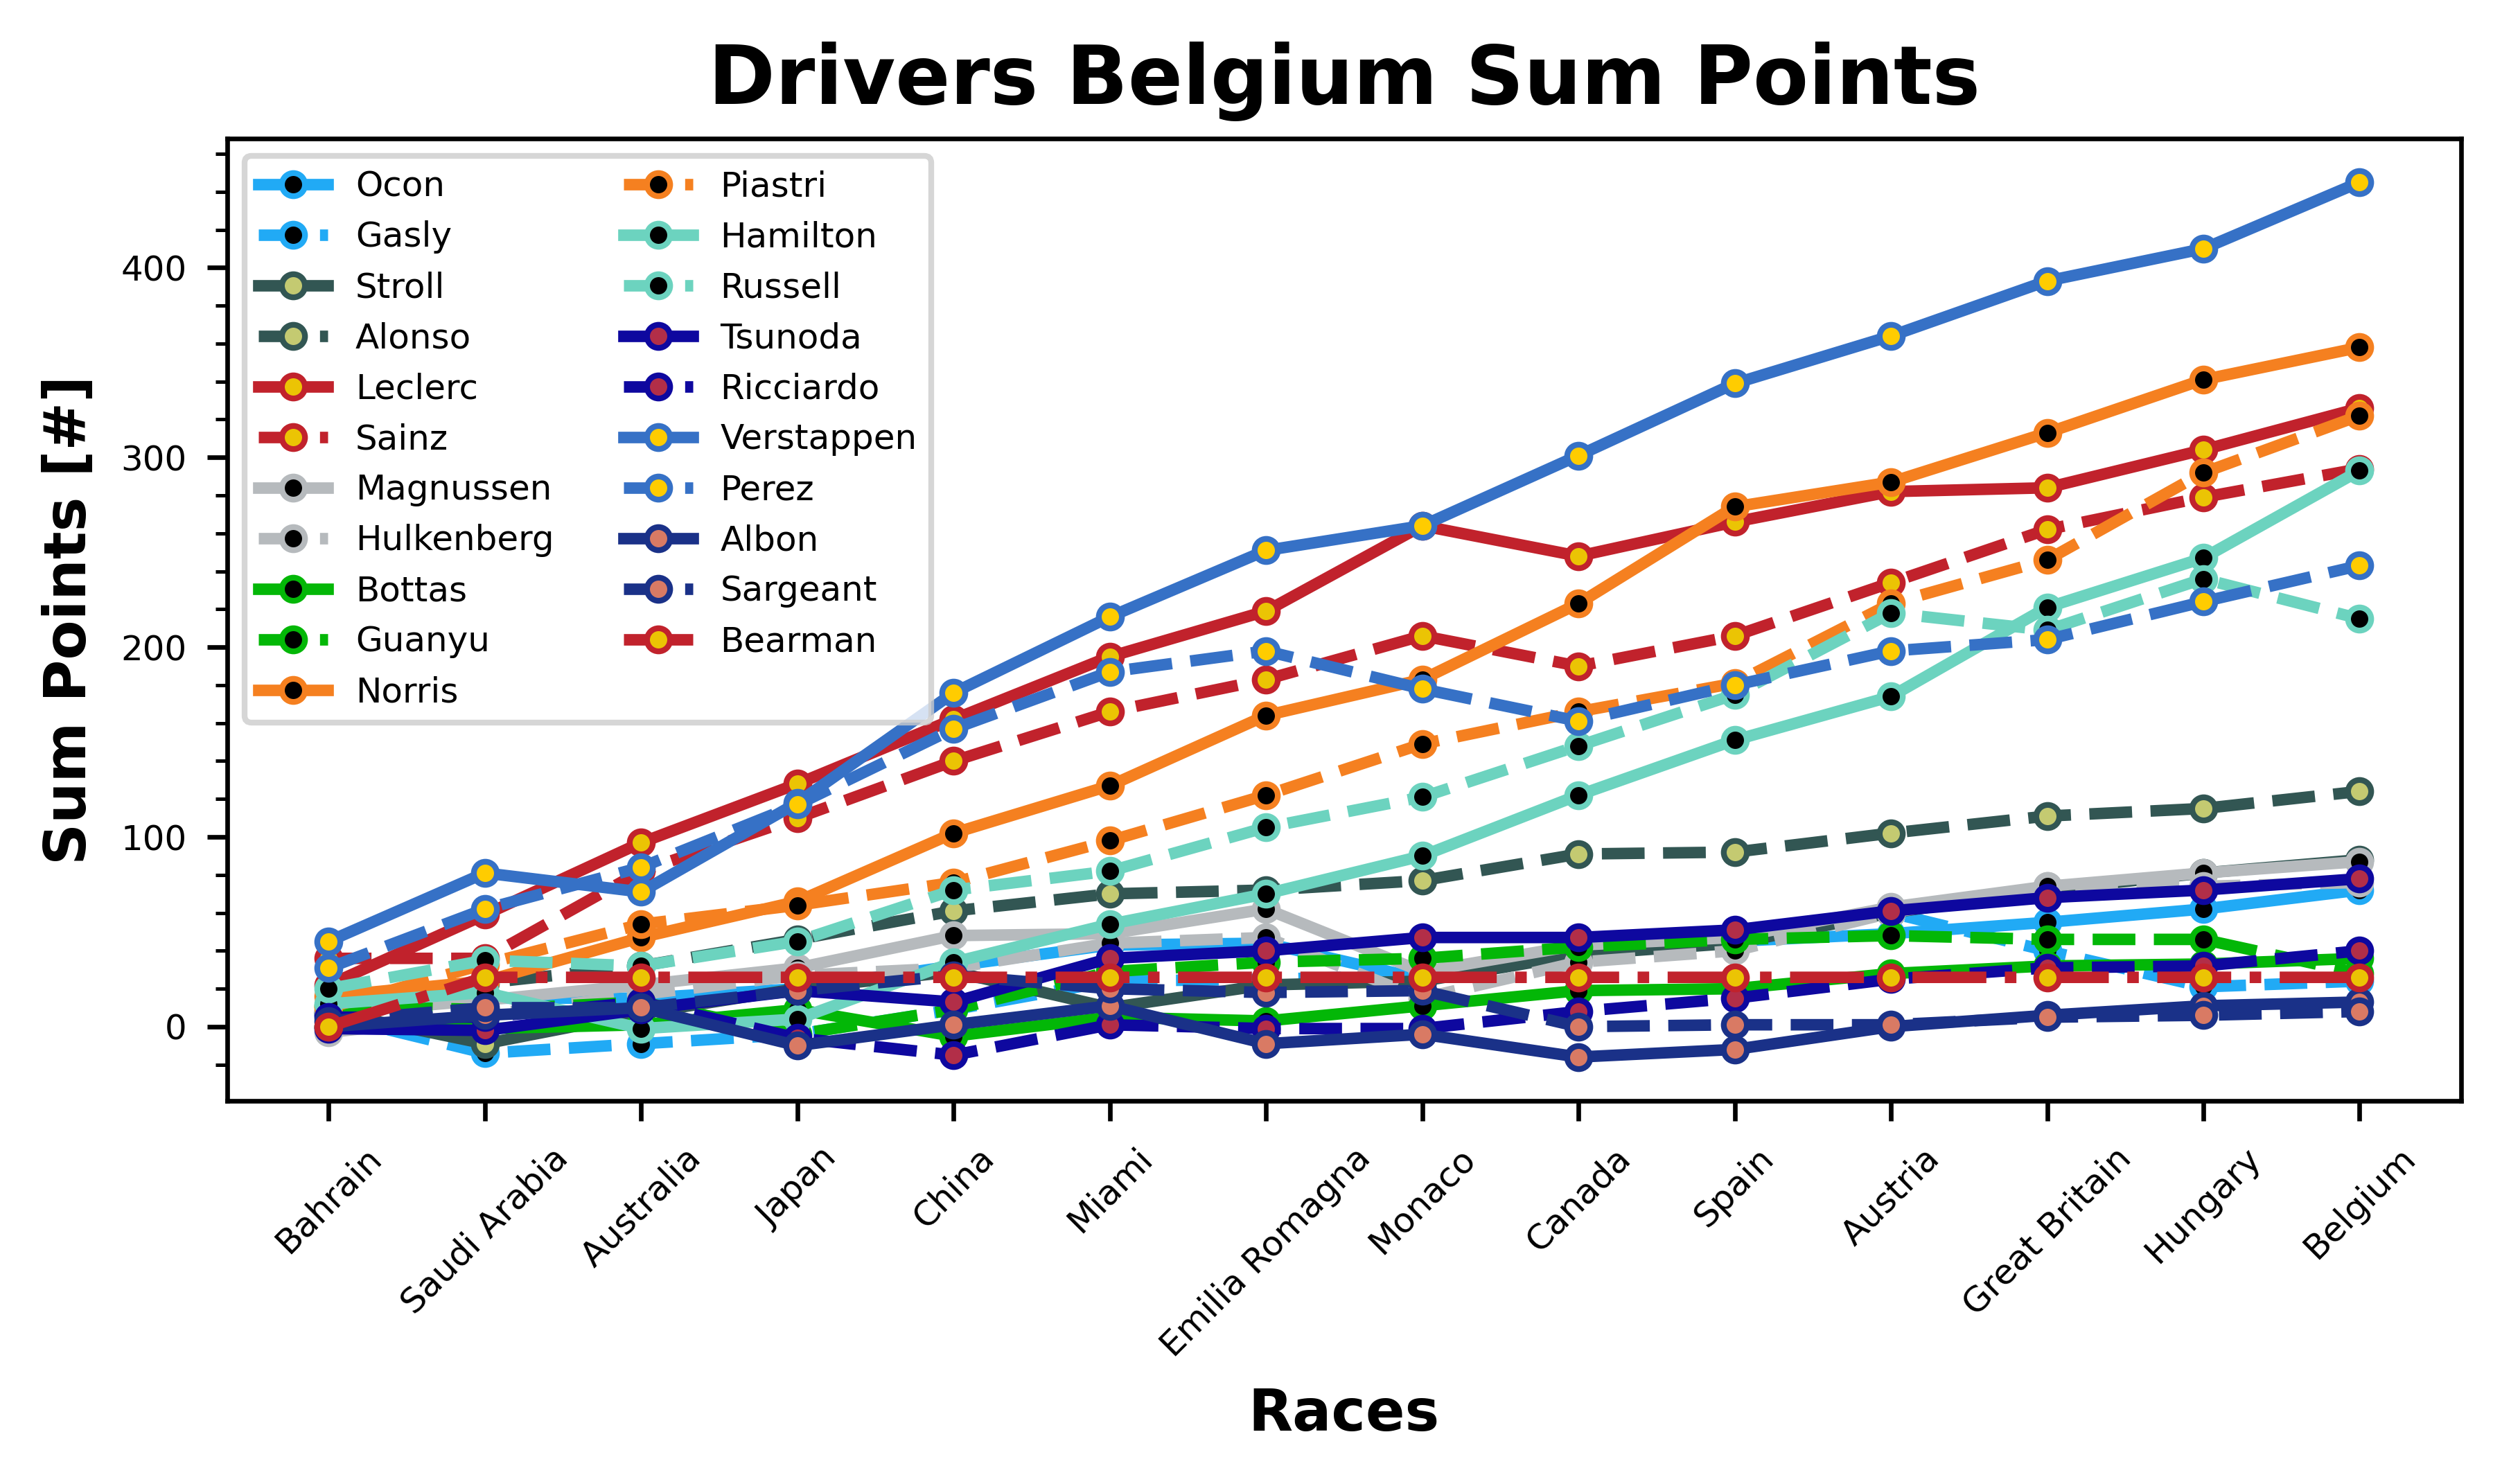 Drivers Belgium Sum Points
Sum Points [#]
400
300
200
100
0
Ocon
Gasly
Stroll
Alonso
Leclerc
Sainz
Magnussen
Hulkenberg
Bottas
Guanyu
Norris
Piastri
Hamilton
Russell
Tsunoda
Ricciardo
Verstappen
Perez
Albon
Sargeant
Bearman
Bahrain
Saudi Arabia
Australia
Japan
China
Miami
Emilia Romagna
Monaco
Canada
Spain
Austria
Great Britain
Hungary
Belgium
Races